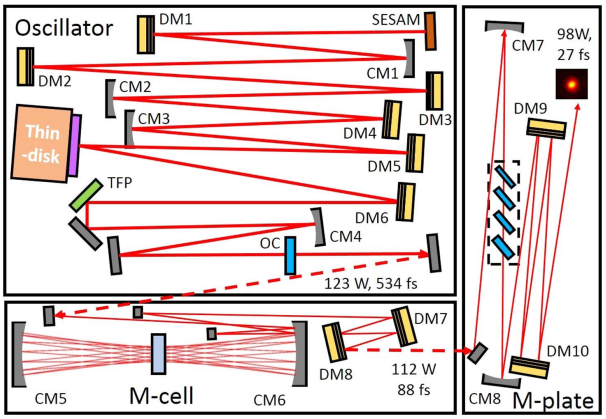 Oscillator
DM1
SESAM
CM1
DM2
CM2
DM3
CM3
DM4
Thin
-disk
DM5
TFP
DM6
CM4
OC
123 W, 534 fs
CM5
M-cell
CM6
DM7
DM8
112 W
88 fs
CM7
98W,
27 fs
DM9
DM10
CM8
M-plate